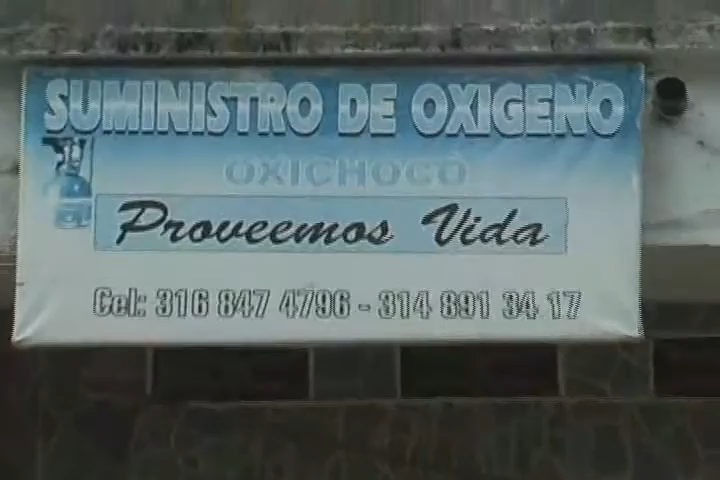 SUMINISTRO DE OXIGENO
OXICHOCO
Proveemos Vida
Cel: 316 847 4796 - 314 891 34 17